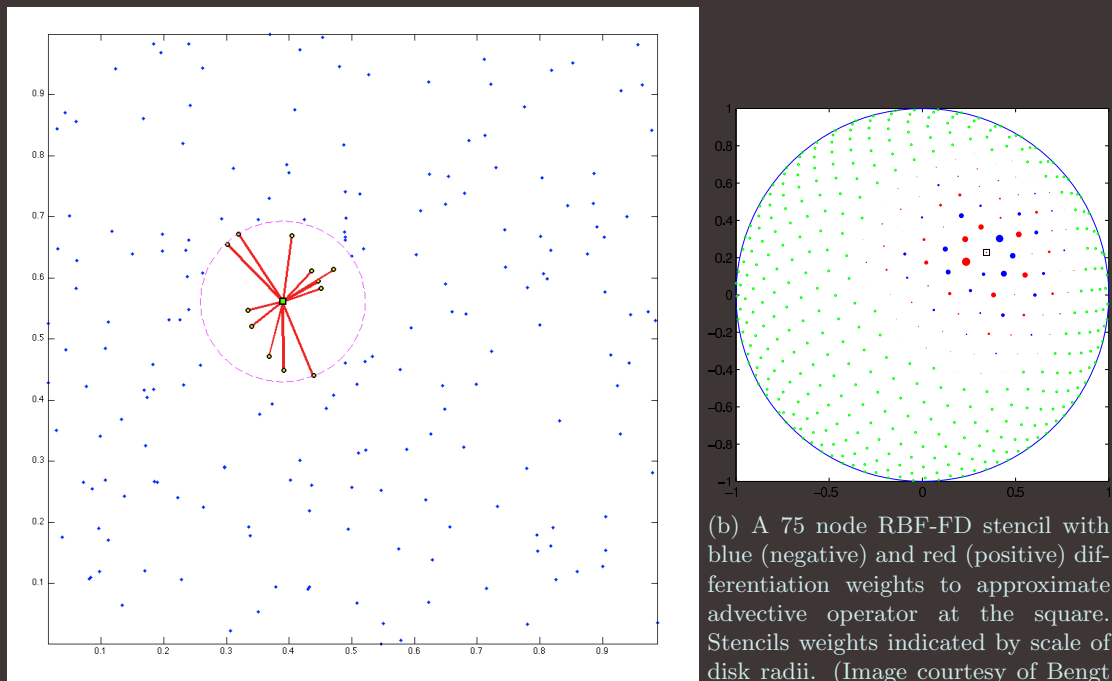 0.9
0.8
0.7
0.6
0.5
0.4
0.3
0.2
0.1
0.1 0.2 0.3 0.4 0.5 0.6 0.7 0.8 0.9
1
0.8
0.6
0.4
0.2
0
−0.2
−0.4
−0.6
−0.8
−1
−1 −0.5 0 0.5 1
(b) A 75 node RBF-FD stencil with
blue (negative) and red (positive) dif-
ferentiation weights to approximate
advective operator at the square.
Stencils weights indicated by scale of
disk radii. (Image courtesy of Bengt